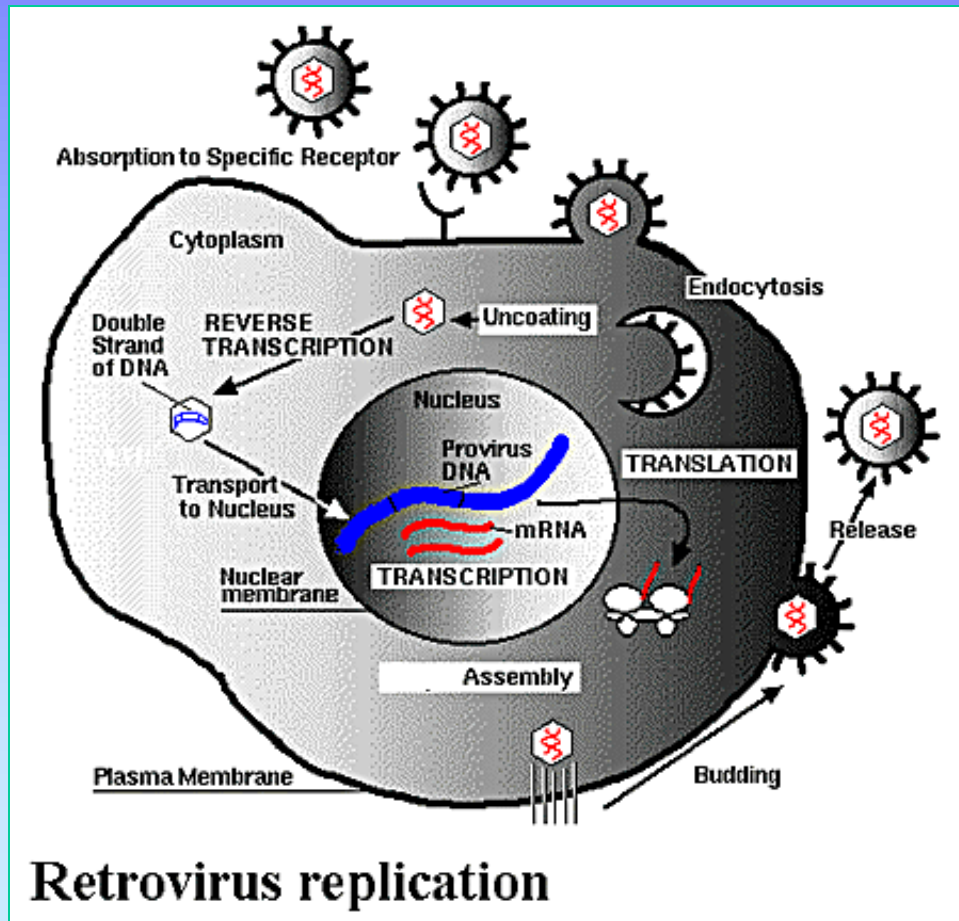 Absorption to Specific Receptor
Cytoplasm
Endocytosis
Uncoating
Double
Strand
of DNA
REVERSE
TRANSCRIPTION
Nucleus
Provirus
DNA
TRANSLATION
Transport
to Nucleus
mRNA
Release
TRANSCRIPTION
Nuclear
membrane
Assembly
Plasma Membrane
Budding
Retrovirus replication